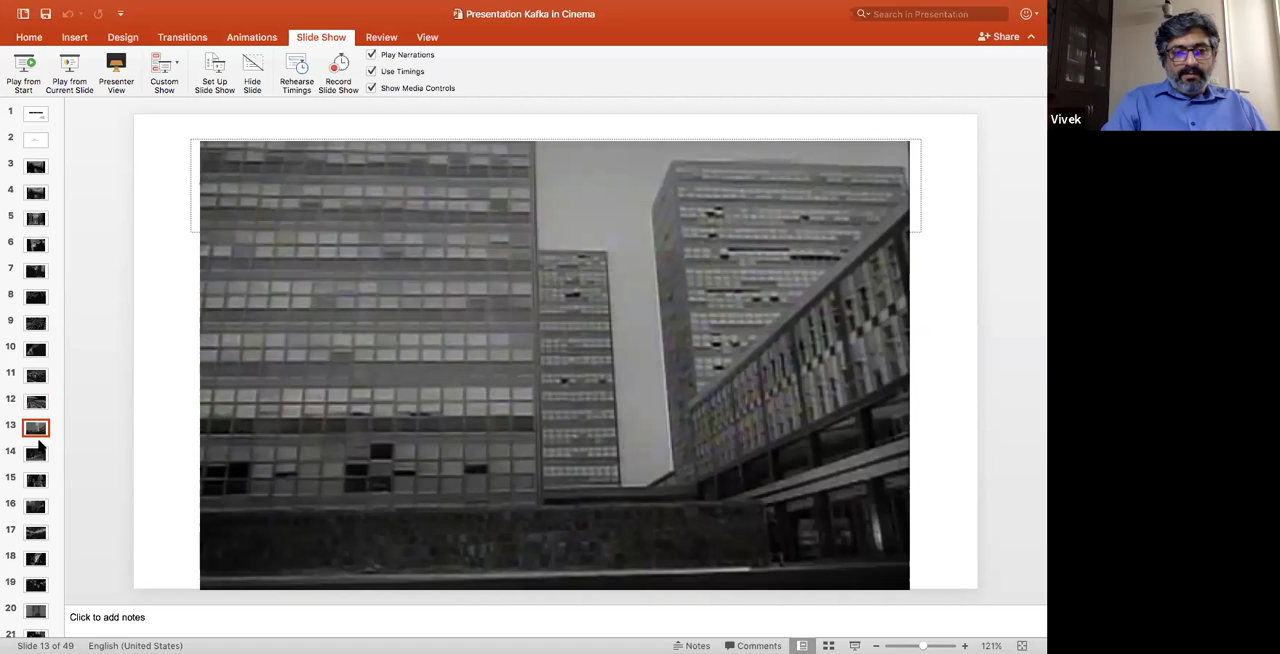 Presentation Kafka in Cinema
Search in Presentation
Home Insert Design Transitions Animations Slide Show Review View
Share
Play from Start
Play from Current Slide
Presenter View
Custom Show
Set Up Slide Show
Hide Slide
Rehearse Timings
Record Slide Show
Play Narrations
Use Timings
Show Media Controls
Vivek
1
2
3
4
5
6
7
8
9
10
11
12
13
14
15
16
17
18
19
20
21
Click to add notes
Slide 13 of 49 English (United States) Notes Comments 121%